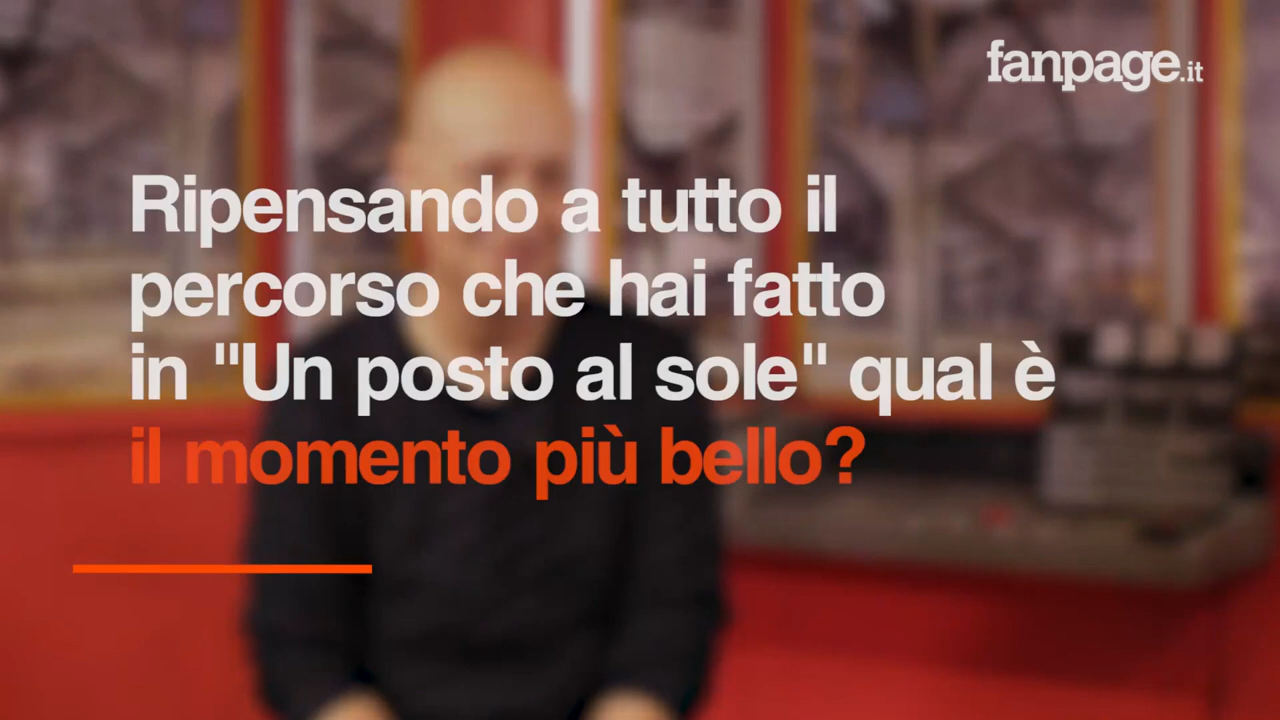 fanpage.it
Ripensando a tutto il
percorso che hai fatto
in "Un posto al sole" qual è
il momento più bello?